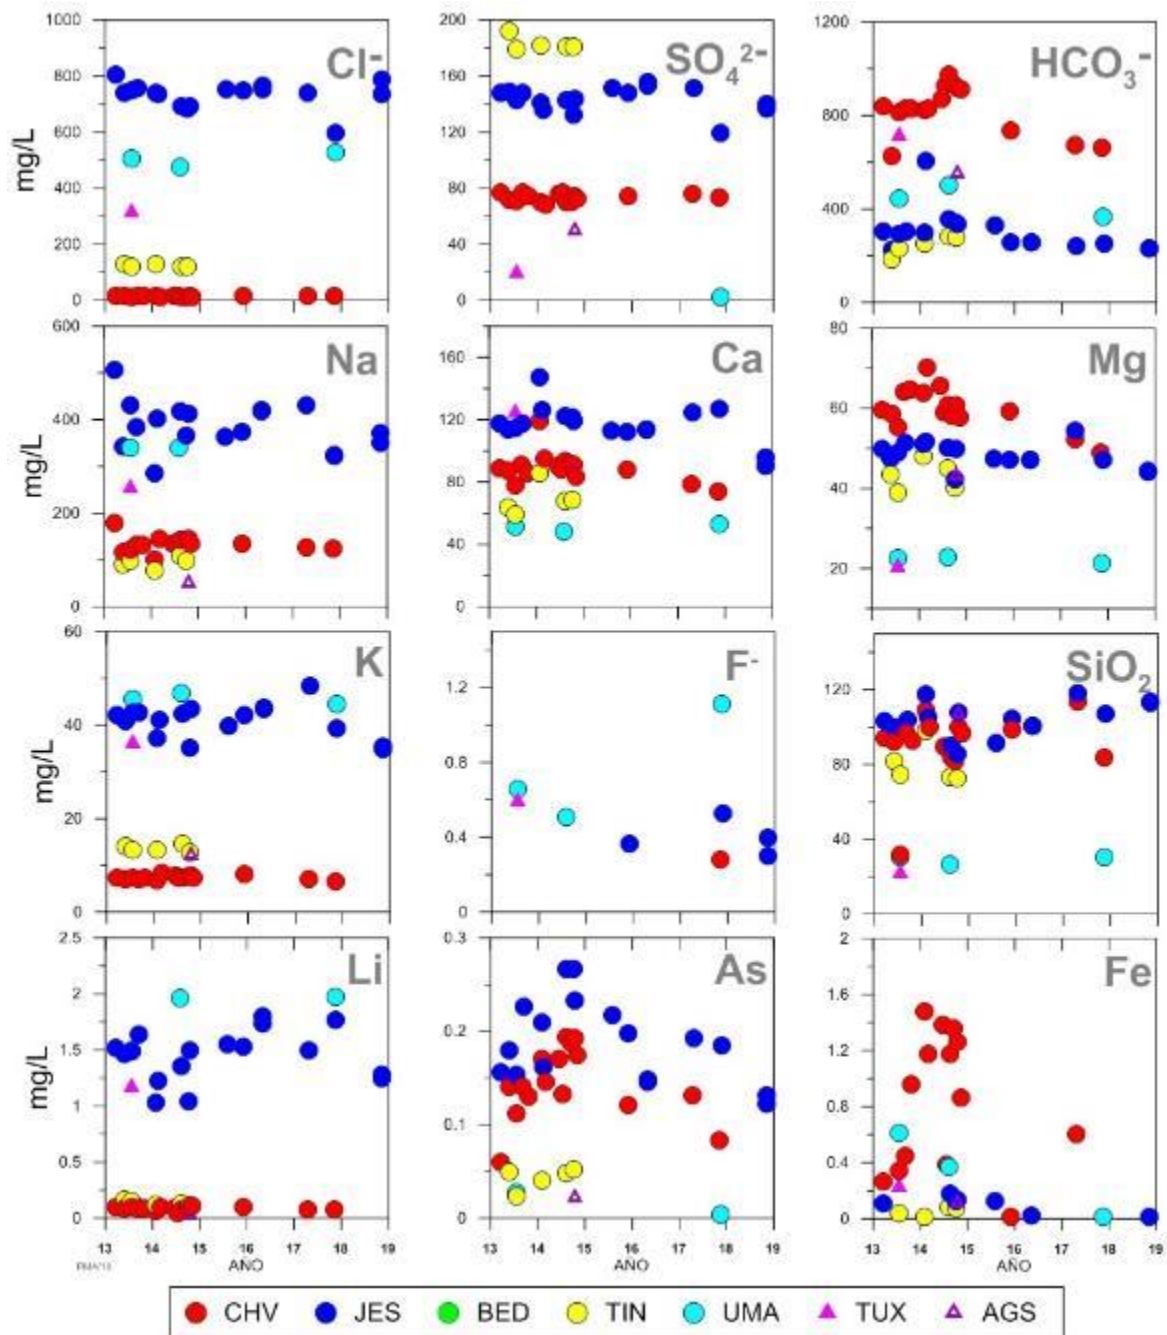 1000
800
600
400
200
0
mg/L
Cl⁻
200
160
120
80
40
0
SO₄²⁻
1200
800
400
0
HCO₃⁻
600
400
200
0
mg/L
Na
160
120
80
40
0
Ca
80
60
40
20
Mg
60
40
20
0
mg/L
K
1.2
0.8
0.4
0
F⁻
120
80
40
0
SiO₂
2.5
2
1.5
1
0.5
0
mg/L
Li
13 14 15 16 17 18 19
AÑO
0.3
0.2
0.1
0
As
13 14 15 16 17 18 19
AÑO
2
1.6
1.2
0.8
0.4
0
Fe
13 14 15 16 17 18 19
AÑO
CHV JES BED TIN UMA TUX AGS